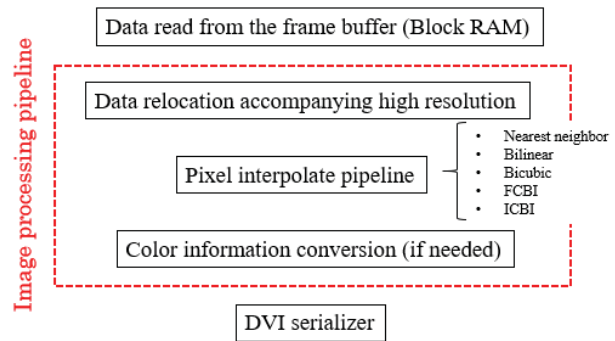 Data read from the frame buffer (Block RAM)
Image processing pipeline
Data relocation accompanying high resolution
Pixel interpolate pipeline
• Nearest neighbor
• Bilinear
• Bicubic
• FCBI
• ICBI
Color information conversion (if needed)
DVI serializer